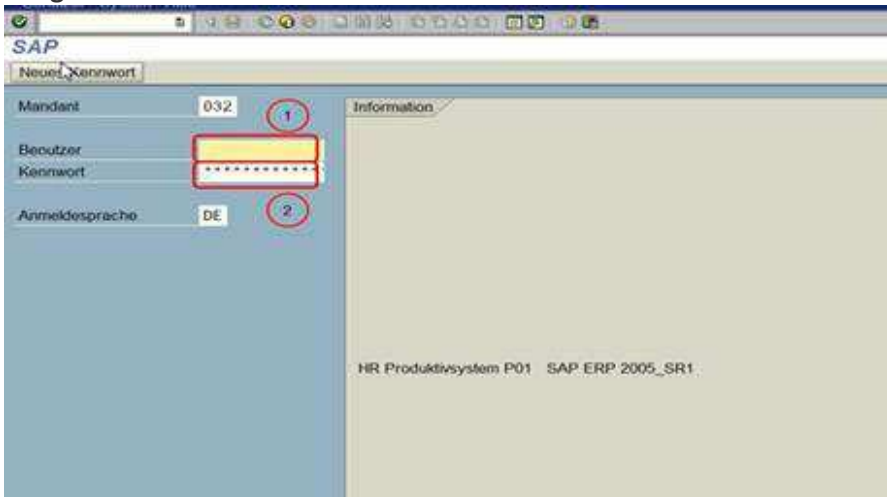 SAP
Neues Kennwort
Mandant 032
1
Information
Benutzer
Kennwort ************
Anmeldesprache DE
2
HR Produktivsystem P01 SAP ERP 2005_SR1